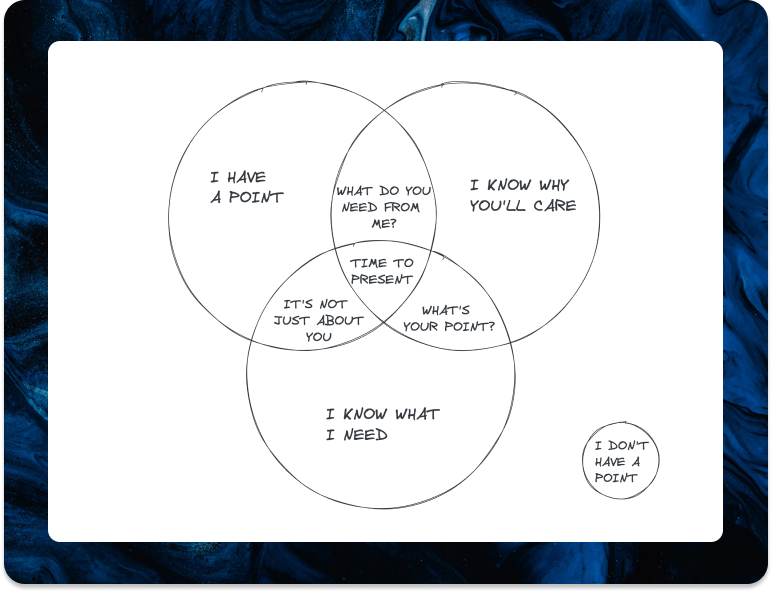 I HAVE
A POINT
WHAT DO YOU
NEED FROM
ME?
I KNOW WHY
YOU'LL CARE
TIME TO
PRESENT
IT'S NOT
JUST ABOUT
YOU
WHAT'S
YOUR POINT?
I KNOW WHAT
I NEED
I DON'T
HAVE A
POINT